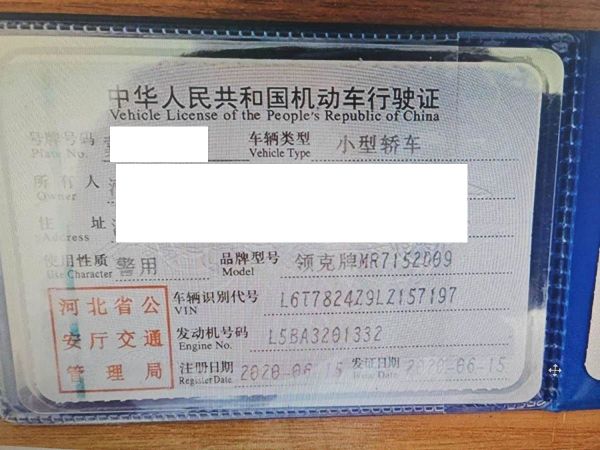 中华人民共和国机动车行驶证
Vehicle License of the People's Republic of China
号牌号码 车辆类型 小型轿车
Plate No. Vehicle Type
所有人
Owner
住址
Address
使用性质 警用 品牌型号 领克牌MR7152D09
Use Character Model
河北省公
安厅交通
管理局
车辆识别代号 L6T7824Z9LZ157197
VIN
发动机号码 L5BA3201332
Engine No.
注册日期 2020-06-15 发证日期 2020-06-15
Register Date Issue Date